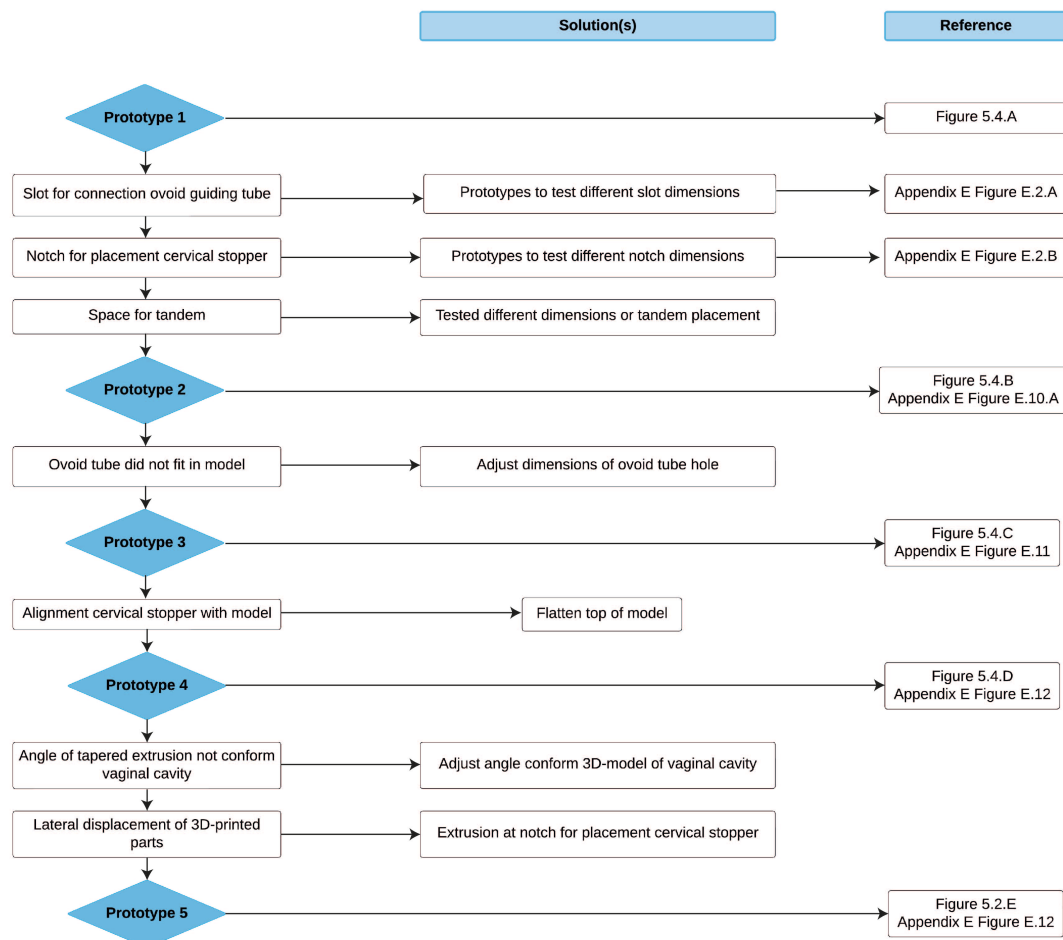 Solution(s)
Reference
Prototype 1
Figure 5.4.A
Slot for connection ovoid guiding tube
Prototypes to test different slot dimensions
Appendix E Figure E.2.A
Notch for placement cervical stopper
Prototypes to test different notch dimensions
Appendix E Figure E.2.B
Space for tandem
Tested different dimensions or tandem placement
Prototype 2
Figure 5.4.B
Appendix E Figure E.10.A
Ovoid tube did not fit in model
Adjust dimensions of ovoid tube hole
Prototype 3
Figure 5.4.C
Appendix E Figure E.11
Alignment cervical stopper with model
Flatten top of model
Prototype 4
Figure 5.4.D
Appendix E Figure E.12
Angle of tapered extrusion not conform
vaginal cavity
Adjust angle conform 3D-model of vaginal cavity
Lateral displacement of 3D-printed
parts
Extrusion at notch for placement cervical stopper
Prototype 5
Figure 5.2.E
Appendix E Figure E.12